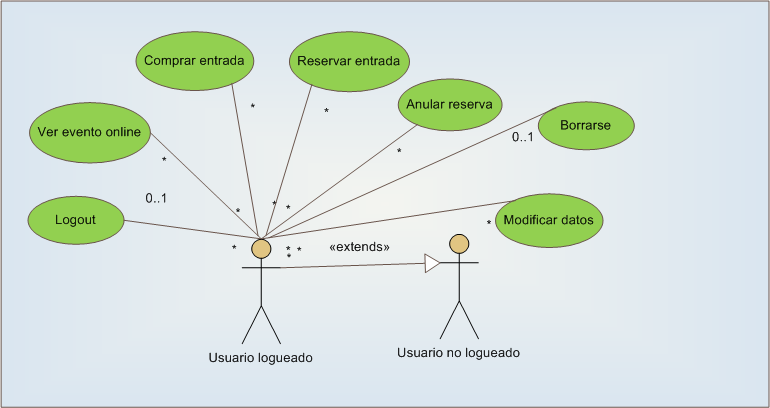 Comprar entrada
Reservar entrada
*
Anular reserva
*
Ver evento online
Borrarse
0..1
*
*
0..1
*
*
*
Logout
Modificar datos
*
*
* *
*
«extends»
Usuario logueado
Usuario no logueado